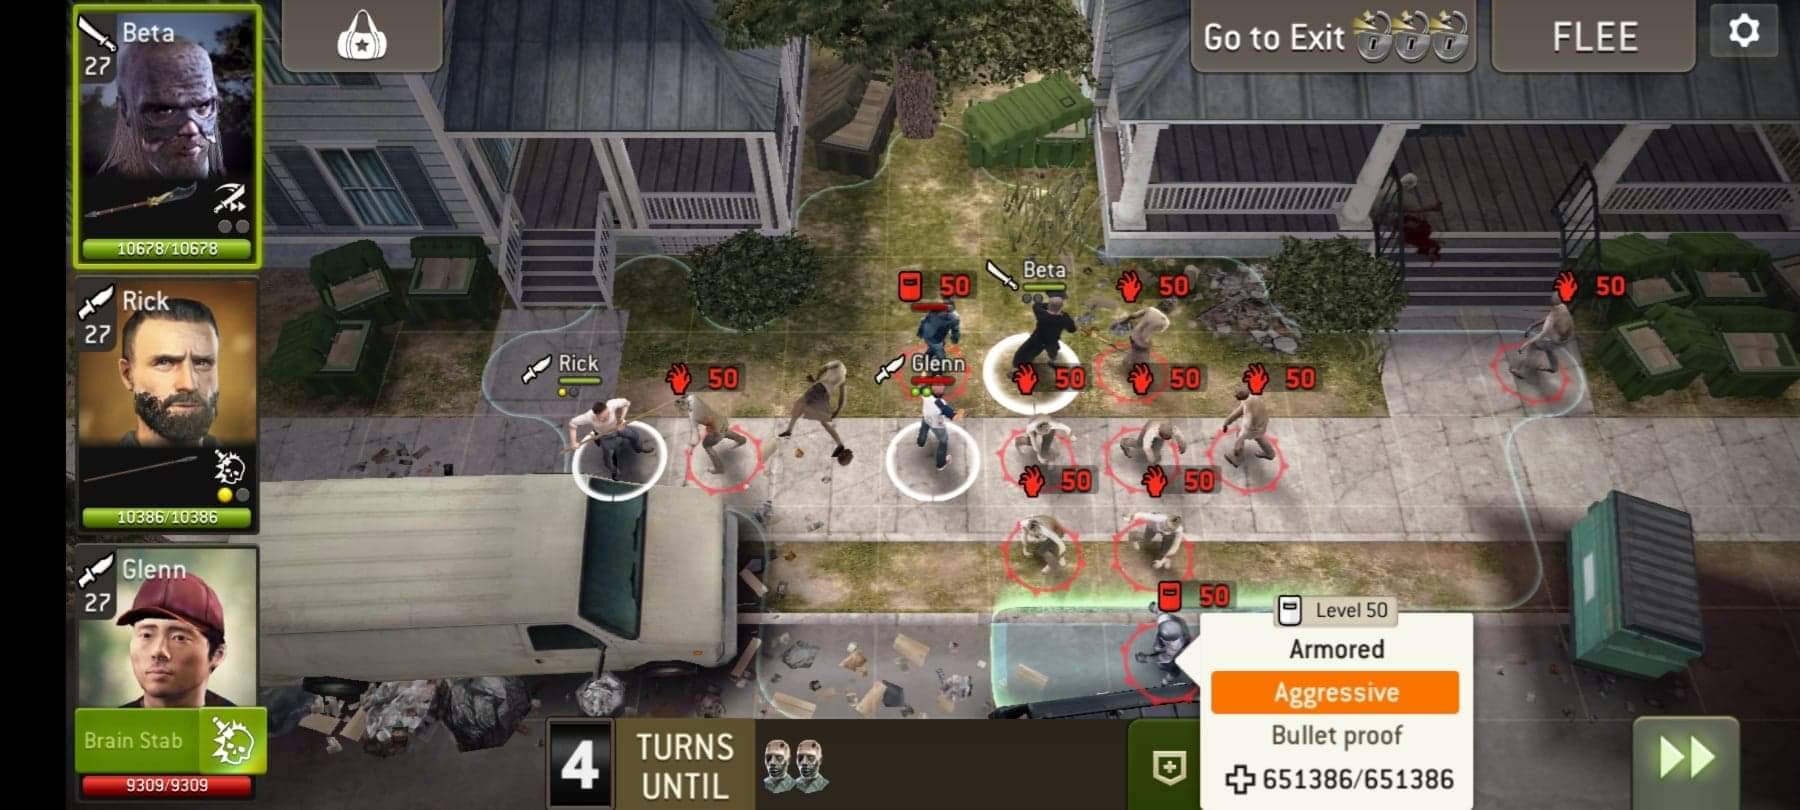 Beta
27
10678/10678
Rick
27
10386/10386
Glenn
27
Brain Stab
9309/9309
Go to Exit
FLEE
50
Beta
50
50
Rick
50
Glenn
50
50
50
50
50
50
Level 50
Armored
Aggressive
Bullet proof
651386/651386
4
TURNS
UNTIL